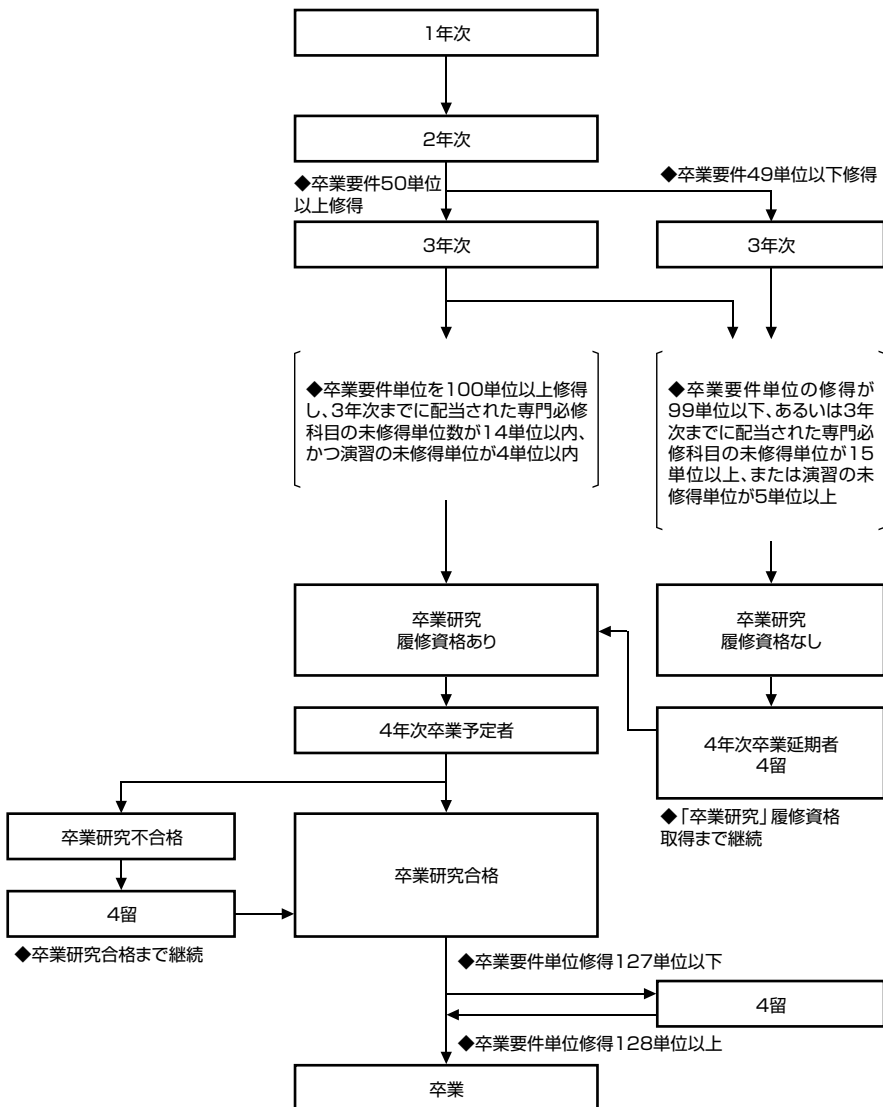 1年次
2年次
◆卒業要件50単位
以上修得
◆卒業要件49単位以下修得
3年次
3年次
◆卒業要件単位を100単位以上修得
し、3年次までに配当された専門必修
科目の未修得単位数が14単位以内、
かつ演習の未修得単位が4単位以内
◆卒業要件単位の修得が
99単位以下、あるいは3年
次までに配当された専門必
修科目の未修得単位が15
単位以上、または演習の未
修得単位が5単位以上
卒業研究
履修資格あり
卒業研究
履修資格なし
4年次卒業予定者
4年次卒業延期者
4留
◆「卒業研究」履修資格
取得まで継続
卒業研究不合格
卒業研究合格
4留
◆卒業研究合格まで継続
◆卒業要件単位修得127単位以下
4留
◆卒業要件単位修得128単位以上
卒業